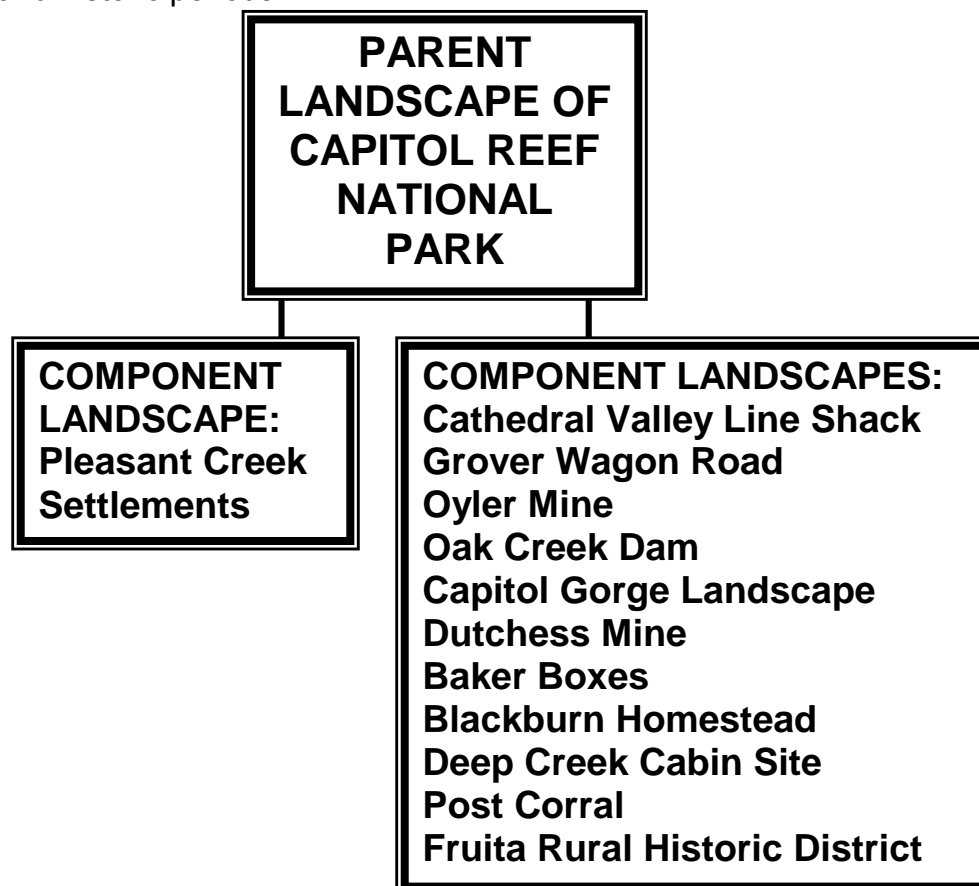 PARENT
LANDSCAPE OF
CAPITOL REEF
NATIONAL
PARK
COMPONENT
LANDSCAPE:
Pleasant Creek
Settlements
COMPONENT LANDSCAPES:
Cathedral Valley Line Shack
Grover Wagon Road
Oyler Mine
Oak Creek Dam
Capitol Gorge Landscape
Dutchess Mine
Baker Boxes
Blackburn Homestead
Deep Creek Cabin Site
Post Corral
Fruita Rural Historic District